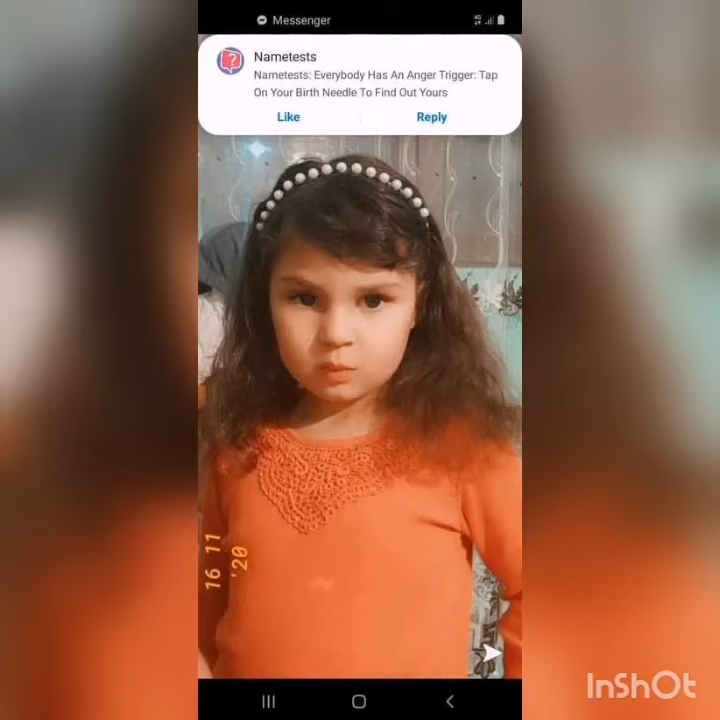 Messenger
4G
Nametests
Nametests: Everybody Has An Anger Trigger: Tap
On Your Birth Needle To Find Out Yours
Like Reply
16 11
'20
InShOt